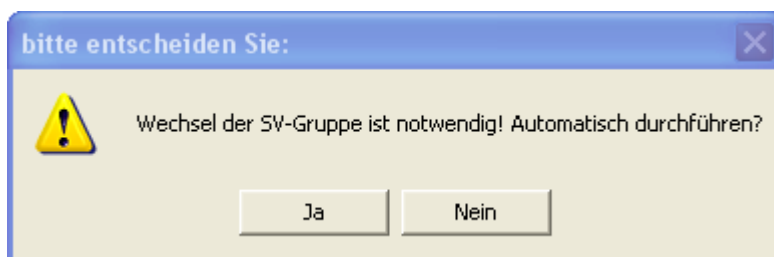 bitte entscheiden Sie:
Wechsel der SV-Gruppe ist notwendig! Automatisch durchführen?
Ja Nein